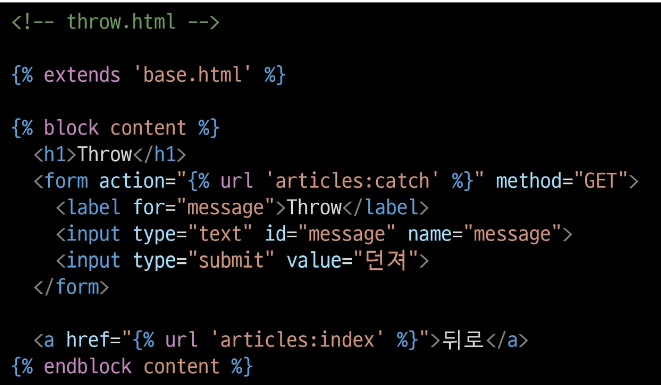 <!-- throw.html -->
{% extends 'base.html' %}
{% block content %}
<h1>Throw</h1>
<form action="{% url 'articles:catch' %}" method="GET">
<label for="message">Throw</label>
<input type="text" id="message" name="message">
<input type="submit" value="던져">
</form>
<a href="{% url 'articles:index' %}">뒤로</a>
{% endblock content %}